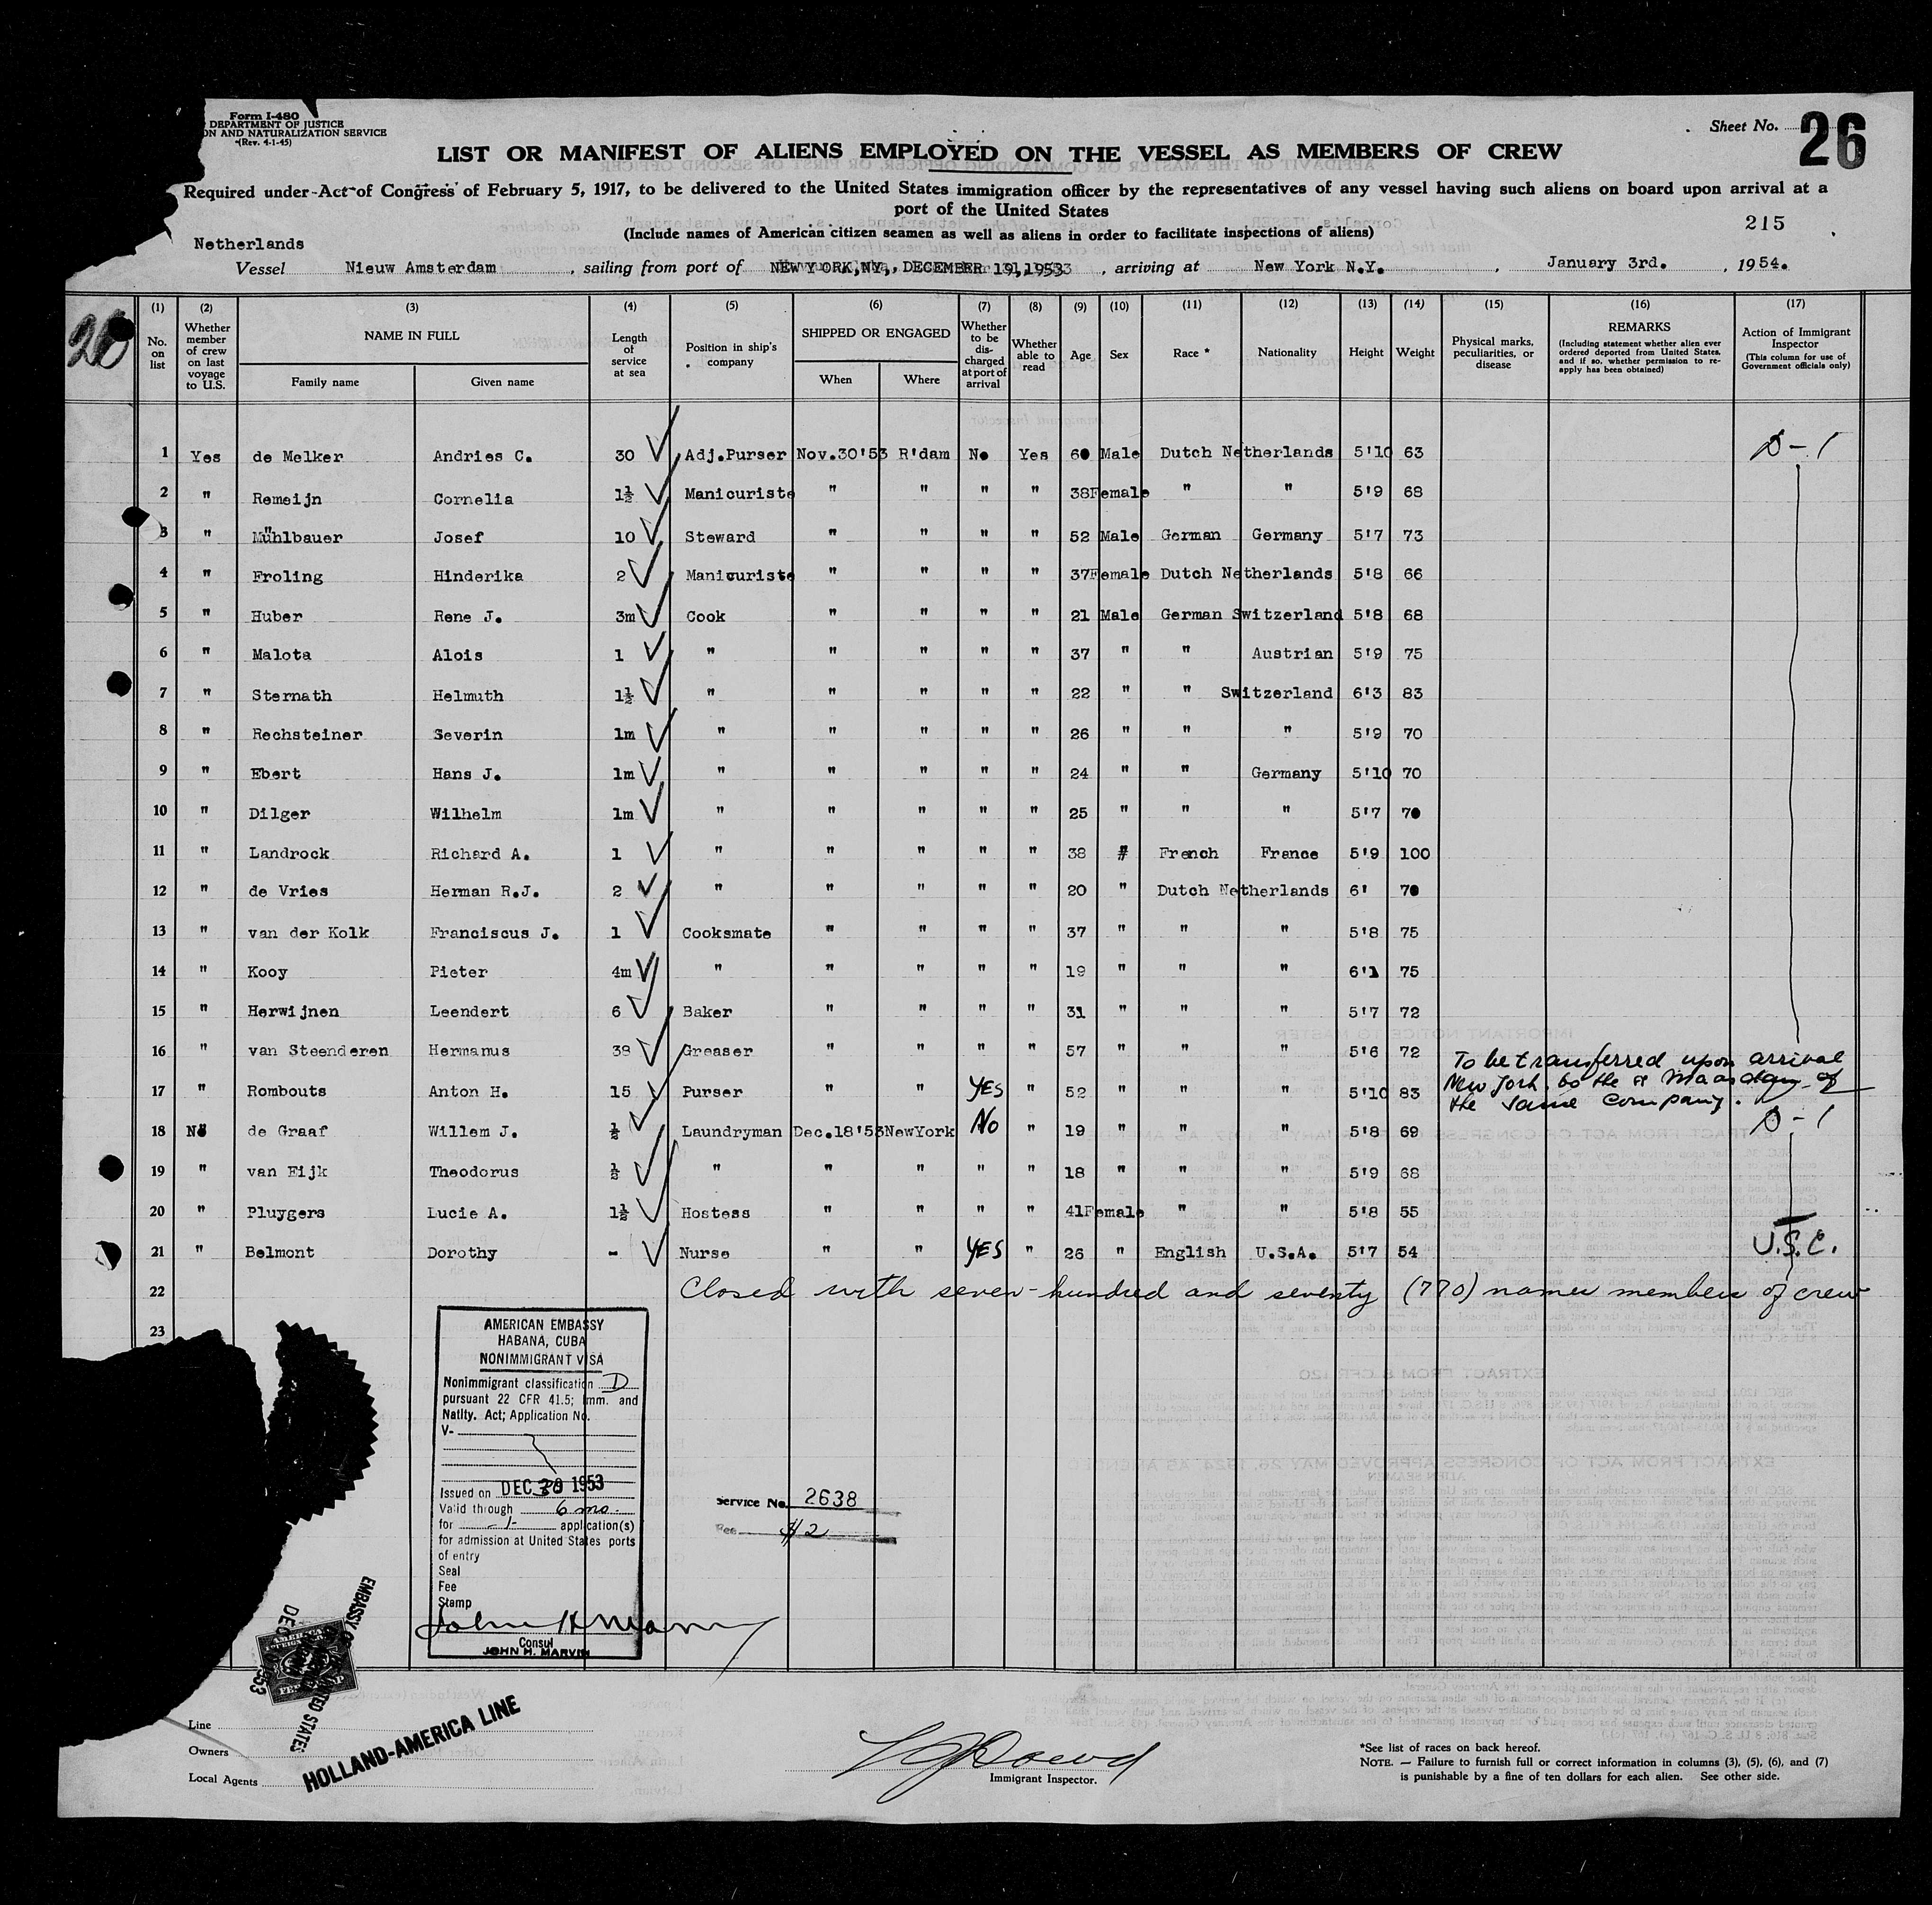 Form I-480
DEPARTMENT OF JUSTICE
ON AND NATURALIZATION SERVICE
(Rev. 4-1-45)
Sheet No. 26
LIST OR MANIFEST OF ALIENS EMPLOYED ON THE VESSEL AS MEMBERS OF CREW
Required under Act of Congress of February 5, 1917, to be delivered to the United States immigration officer by the representatives of any vessel having such aliens on board upon arrival at a
port of the United States
215
(Include names of American citizen seamen as well as aliens in order to facilitate inspections of aliens)
Netherlands
Vessel Nieuw Amsterdam, sailing from port of NEW YORK,NY., DECEMBER 19,1953, arriving at New York N.Y., January 3rd., 1954.
26
(1) (2) (3) (4) (5) (6) (7) (8) (9) (10) (11) (12) (13) (14) (15) (16) (17)
No. on list
Whether member of crew on last voyage to U.S.
NAME IN FULL
Family name Given name
Length of service at sea
Position in ship's company
SHIPPED OR ENGAGED
When Where
Whether to be discharged at port of arrival
Whether able to read
Age
Sex
Race *
Nationality
Height
Weight
Physical marks, peculiarities, or disease
REMARKS
(Including statement whether alien ever ordered deported from United States, and if so, whether permission to reapply has been obtained)
Action of Immigrant Inspector
(This column for use of Government officials only)
1 Yes de Melker Andries C. 30 Adj.Purser Nov.30'53 R'dam No Yes 60 Male Dutch Netherlands 5'10 63 D-1
2 " Remeijn Cornelia 1½ Manicuriste " " " " 38 Female " " 5'9 68
3 " Mühlbauer Josef 10 Steward " " " " 52 Male German Germany 5'7 73
4 " Froling Hinderika 2 Manicuriste " " " " 37 Female Dutch Netherlands 5'8 66
5 " Huber Rene J. 3m Cook " " " " 21 Male German Switzerland 5'8 68
6 " Malota Alois 1 " " " " " 37 " " Austrian 5'9 75
7 " Sternath Helmuth 1½ " " " " " 22 " " Switzerland 6'3 83
8 " Rechsteiner Severin 1m " " " " " 26 " " " 5'9 70
9 " Ebert Hans J. 1m " " " " " 24 " " Germany 5'10 70
10 " Dilger Wilhelm 1m " " " " " 25 " " " 5'7 70
11 " Landrock Richard A. 1 " " " " " 38 # French France 5'9 100
12 " de Vries Herman R.J. 2 " " " " " 20 " Dutch Netherlands 6' 70
13 " van der Kolk Franciscus J. 1 Cooksmate " " " " 37 " " " 5'8 75
14 " Kooy Pieter 4m " " " " " 19 " " " 6'1 75
15 " Herwijnen Leendert 6 Baker " " " " 31 " " " 5'7 72
16 " van Steenderen Hermanus 38 Greaser " " " " 57 " " " 5'6 72
17 " Rombouts Anton H. 15 Purser " " YES " 52 " " " 5'10 83
To be transferred upon arrival
New York to the ss Maasdam of
the same company.
18 No de Graaf Willem J. ½ Laundryman Dec.18'53 NewYork No " 19 " " " 5'8 69 D-1
19 " van Eijk Theodorus ½ " " " " " 18 " " " 5'9 68
20 " Pluygers Lucie A. 1½ Hostess " " " " 41 Female " " 5'8 55
21 " Belmont Dorothy - Nurse " " YES " 26 " English U.S.A. 5'7 54 U.S.C.
22 Closed with seven-hundred and seventy (770) names members of crew
23
AMERICAN EMBASSY
HABANA, CUBA
NONIMMIGRANT VISA
Nonimmigrant classification D
pursuant 22 CFR 41.5; Imm. and
Natlty. Act; Application No.
V-
Issued on DEC 30 1953
Valid through 6 mo.
for -1- application(s)
for admission at United States ports
of entry
Seal
Fee
Stamp
Consul
JOHN H. MARVIN
Service No. 2638
Fee $2
Line
Owners
Local Agents
HOLLAND-AMERICA LINE
Immigrant Inspector.
*See list of races on back hereof.
NOTE. — Failure to furnish full or correct information in columns (3), (5), (6), and (7)
is punishable by a fine of ten dollars for each alien. See other side.